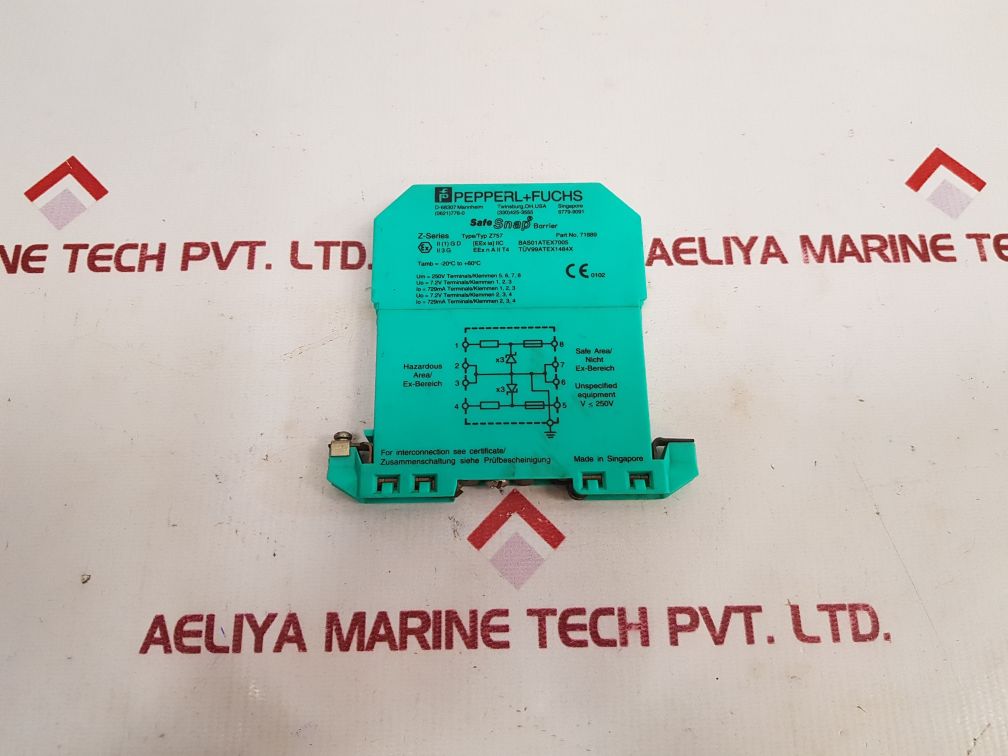 PEPPERL+FUCHS
D-68307 Mannheim Twinsburg,OH,USA Singapore
(0621)776-0 (330)425-3555 6779-9091
Safe Snap Barrier
Z-Series Type/Typ Z757 Part No. 71889
Ex II (1) G D [EEx ia] IIC BAS01ATEX7005
II 3 G EEx n A II T4 TÜV99ATEX1484X
Tamb = -20°C to +60°C
CE 0102
Um = 250V Terminals/Klemmen 5, 6, 7, 8
Uo = 7.2V Terminals/Klemmen 1, 2, 3
Io = 729mA Terminals/Klemmen 1, 2, 3
Uo = 7.2V Terminals/Klemmen 2, 3, 4
Io = 729mA Terminals/Klemmen 2, 3, 4
1 8
x3
2 7
3 6
x3
4 5
Hazardous
Area/
Ex-Bereich
Safe Area/
Nicht
Ex-Bereich
Unspecified
equipment
V ≤ 250V
For interconnection see certificate/
Zusammenschaltung siehe Prüfbescheinigung
Made in Singapore
NE TECH PVT. LTD.
AELIYA MARINE TECH
AELIYA MARINE TECH PVT. LTD.